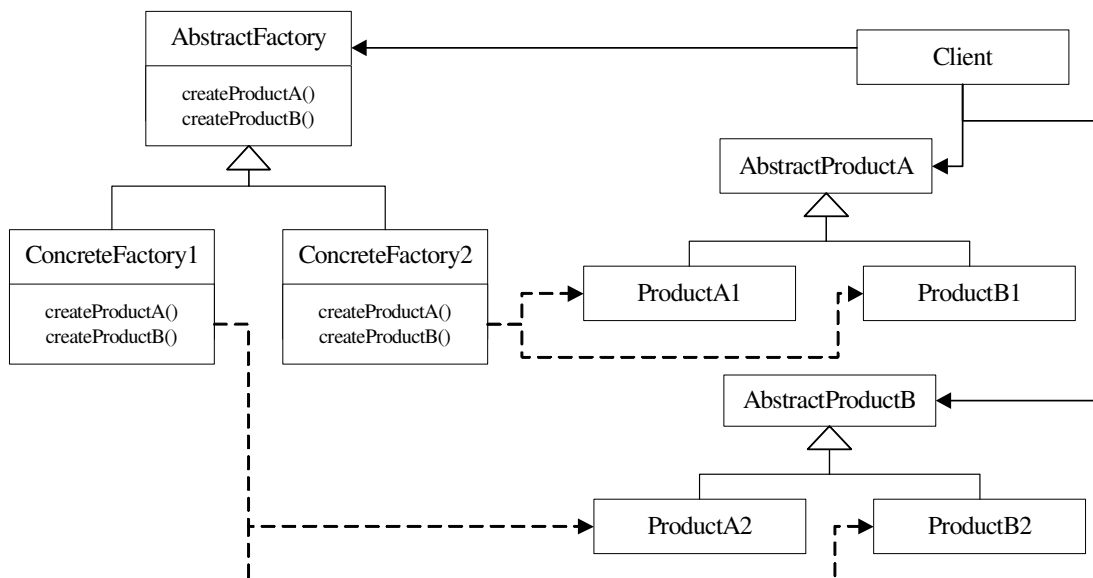 AbstractFactory
createProductA()
createProductB()
Client
AbstractProductA
ConcreteFactory1
createProductA()
createProductB()
ConcreteFactory2
createProductA()
createProductB()
ProductA1
ProductB1
AbstractProductB
ProductA2
ProductB2